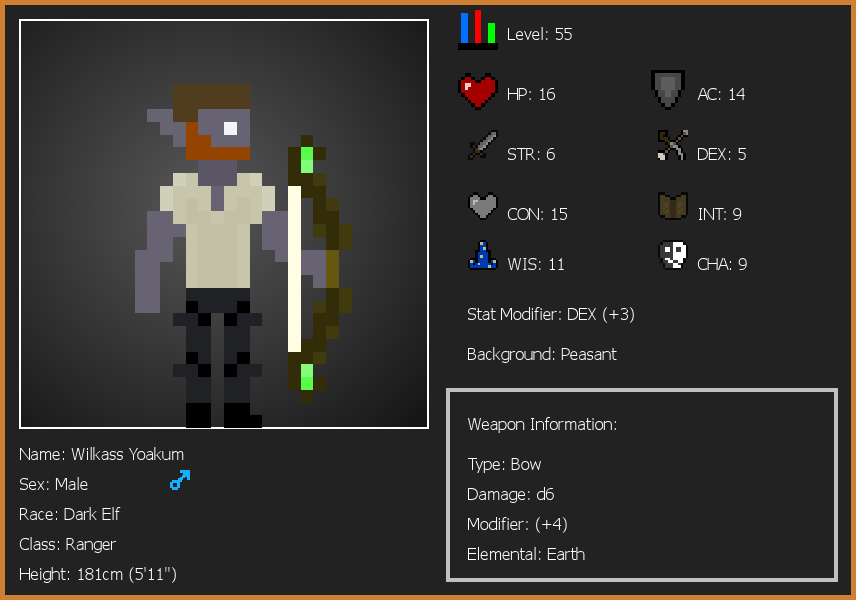 Level: 55
HP: 16
AC: 14
STR: 6
DEX: 5
CON: 15
INT: 9
WIS: 11
CHA: 9
Stat Modifier: DEX (+3)
Background: Peasant
Weapon Information:
Type: Bow
Damage: d6
Modifier: (+4)
Elemental: Earth
Name: Wilkass Yoakum
Sex: Male
Race: Dark Elf
Class: Ranger
Height: 181cm (5'11")